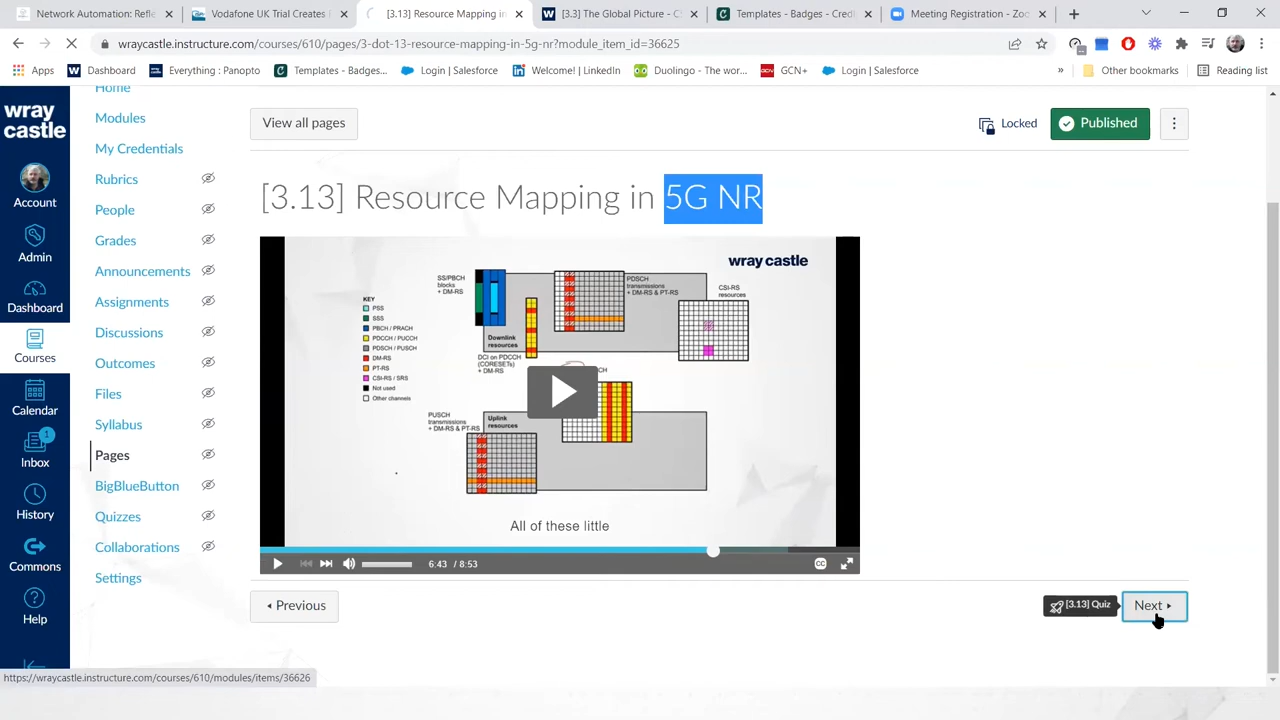 Network Automation: Refle
Vodafone UK Trial Creates
[3.13] Resource Mapping in
[3.3] The Global Picture - C
Templates - Badges - Credi
Meeting Registration - Zoo
wraycastle.instructure.com/courses/610/pages/3-dot-13-resource-mapping-in-5g-nr?module_item_id=36625
Apps
Dashboard
Everything : Panopto
Templates - Badges...
Login | Salesforce
Welcome! | LinkedIn
Duolingo - The wor...
GCN+
Login | Salesforce
»
Other bookmarks
Reading list
wray
castle
Account
Admin
Dashboard
Courses
Calendar
1
Inbox
History
Commons
Help
Home
Modules
My Credentials
Rubrics
People
Grades
Announcements
Assignments
Discussions
Outcomes
Files
Syllabus
Pages
BigBlueButton
Quizzes
Collaborations
Settings
View all pages
Locked
Published
[3.13] Resource Mapping in 5G NR
wray castle
KEY
PSS
SSS
PBCH / PRACH
PDCCH / PUCCH
PDSCH / PUSCH
DM-RS
PT-RS
CSI-RS / SRS
Not used
Other channels
SS/PBCH
blocks
+ DM-RS
Downlink
resources
DCI on PDCCH
(CORESETs)
+ DM-RS
PDSCH
transmissions
+ DM-RS & PT-RS
CSI-RS
resources
CH
PUSCH
transmissions
+ DM-RS & PT-RS
Uplink
resources
All of these little
6:43 / 8:53
CC
Previous
[3.13] Quiz
Next
https://wraycastle.instructure.com/courses/610/modules/items/36626